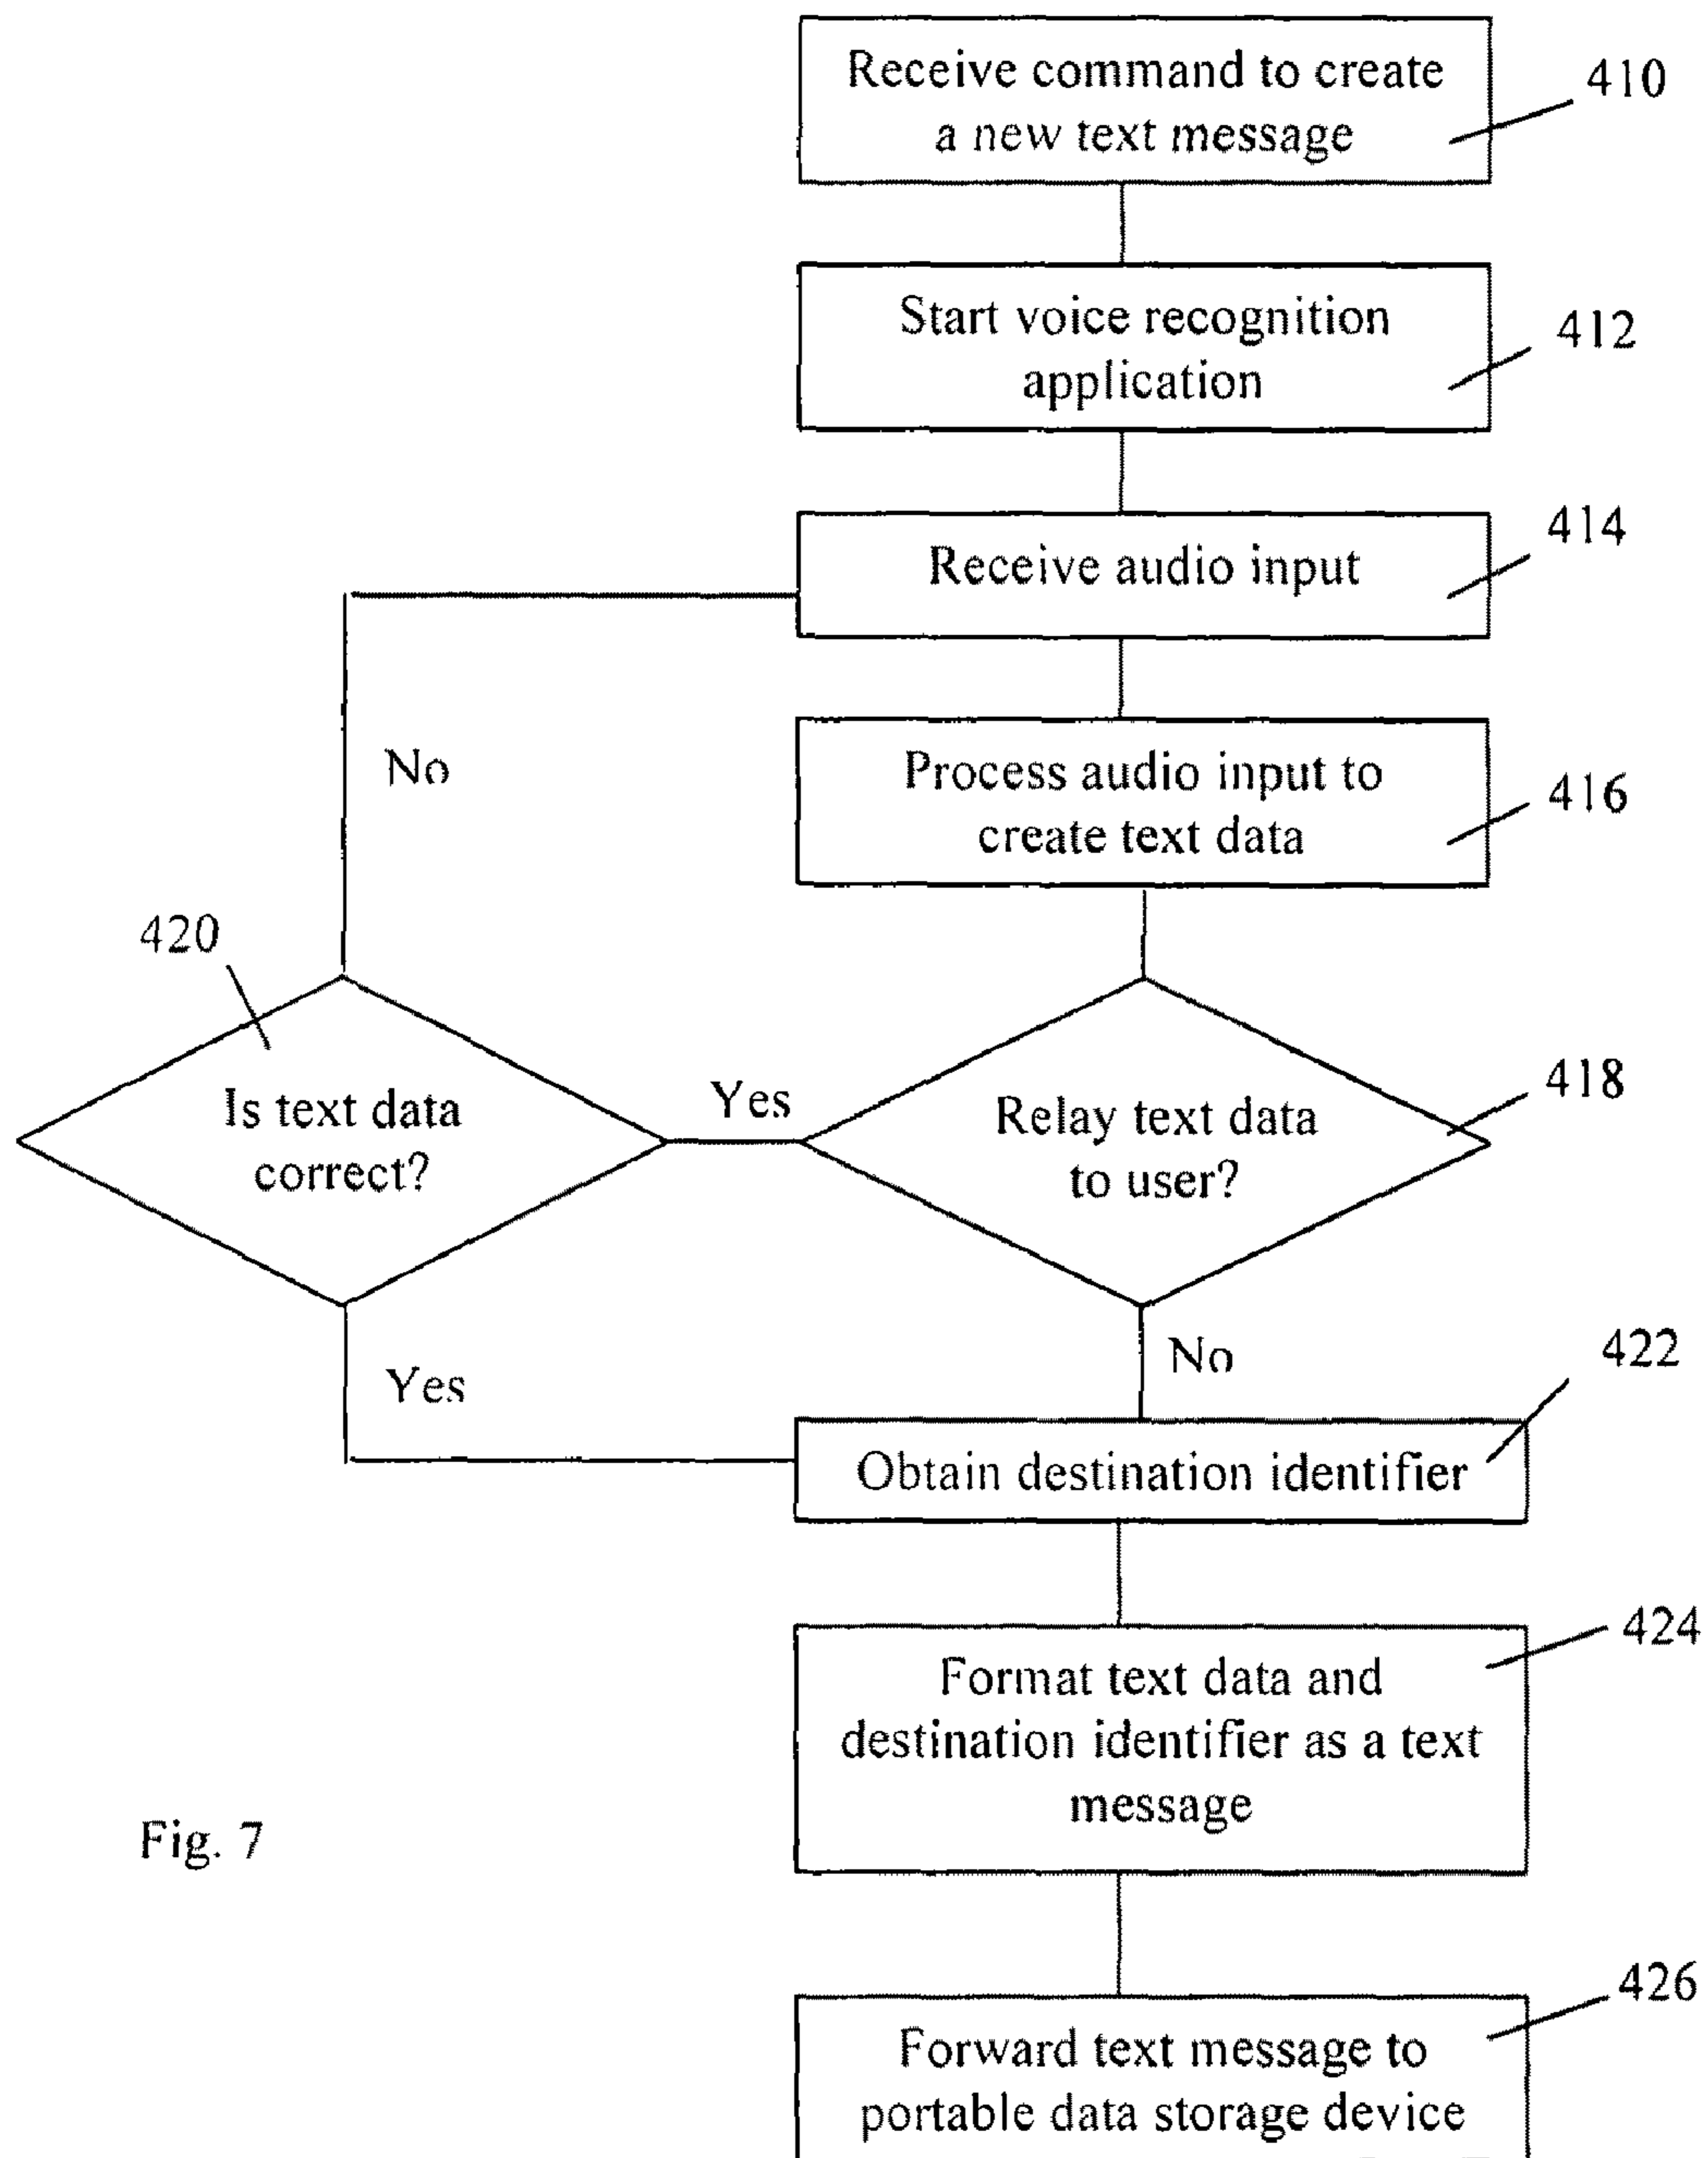 Receive command to create
a new text message
410
Start voice recognition
application
412
Receive audio input
414
No
Process audio input to
create text data
416
420
Is text data
correct?
Yes
Relay text data
to user?
418
Yes
No
422
Obtain destination identifier
424
Format text data and
destination identifier as a text
message
Fig. 7
426
Forward text message to
portable data storage device